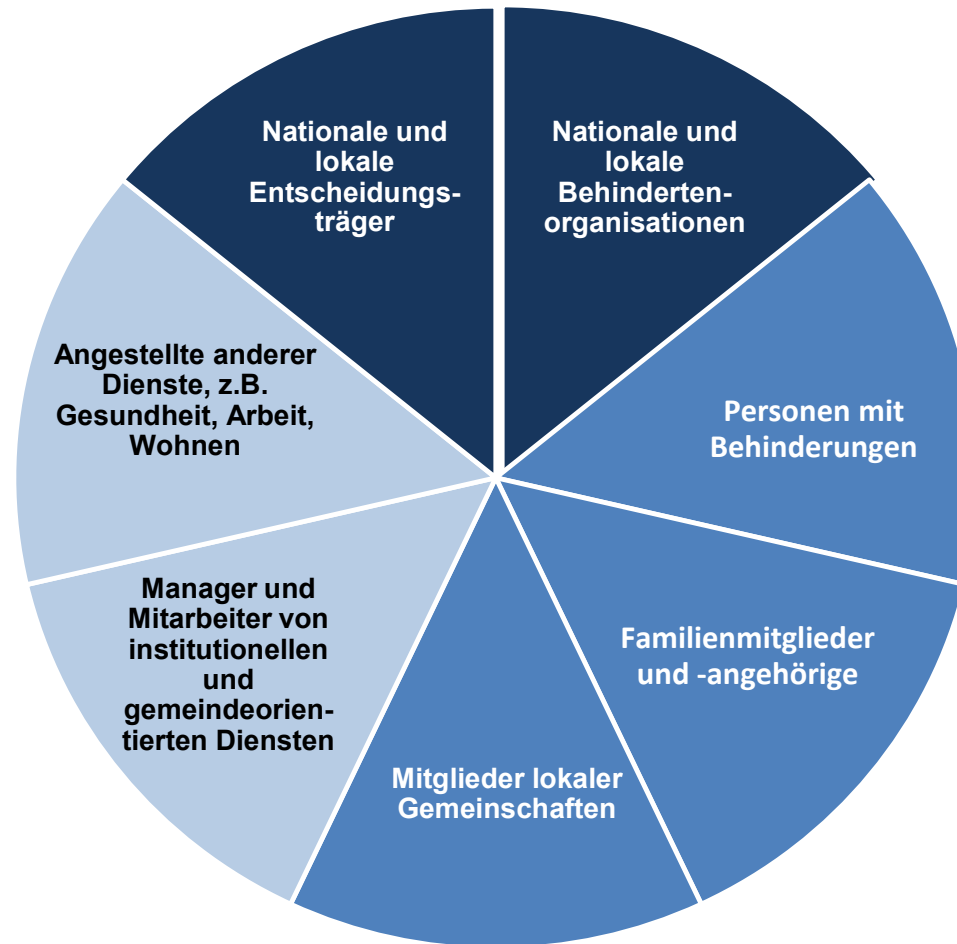 Nationale und
lokale
Entscheidungs-
träger
Nationale und
lokale
Behinderten-
organisationen
Angestellte anderer
Dienste, z.B.
Gesundheit, Arbeit,
Wohnen
Personen mit
Behinderungen
Manager und
Mitarbeiter von
institutionellen
und
gemeindeorien-
tierten Diensten
Familienmitglieder
und -angehörige
Mitglieder lokaler
Gemeinschaften